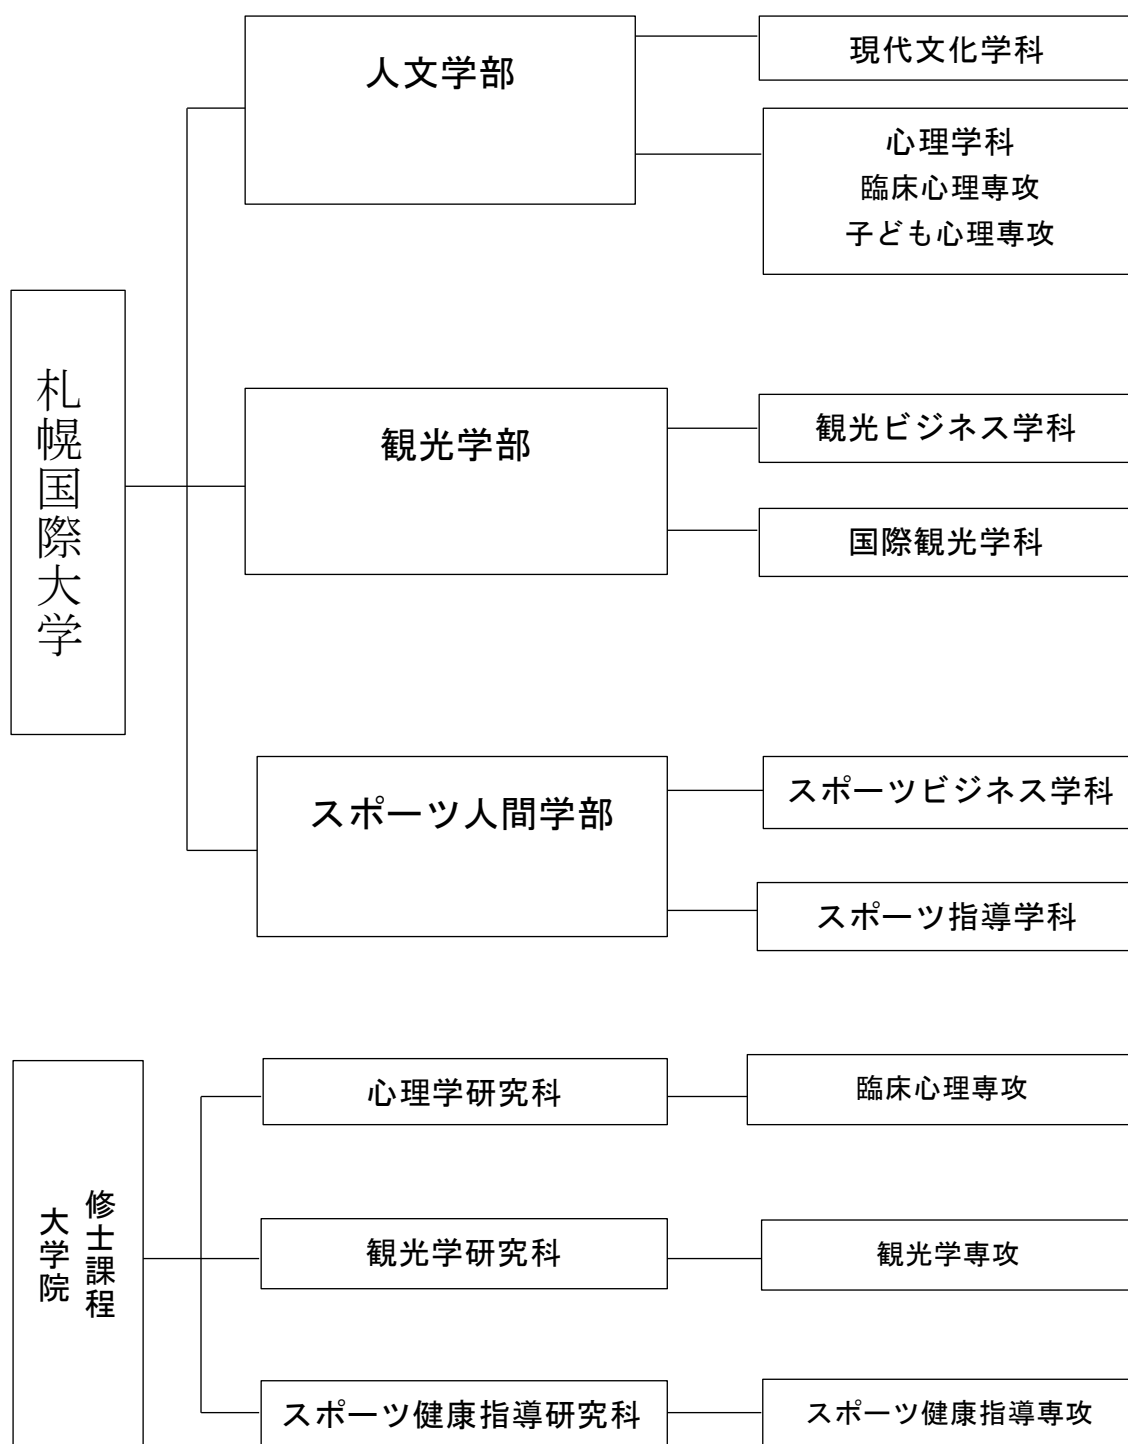 札幌国際大学
人文学部
現代文化学科
心理学科
臨床心理専攻
子ども心理専攻
観光学部
観光ビジネス学科
国際観光学科
スポーツ人間学部
スポーツビジネス学科
スポーツ指導学科
大学院
修士課程
心理学研究科
臨床心理専攻
観光学研究科
観光学専攻
スポーツ健康指導研究科
スポーツ健康指導専攻